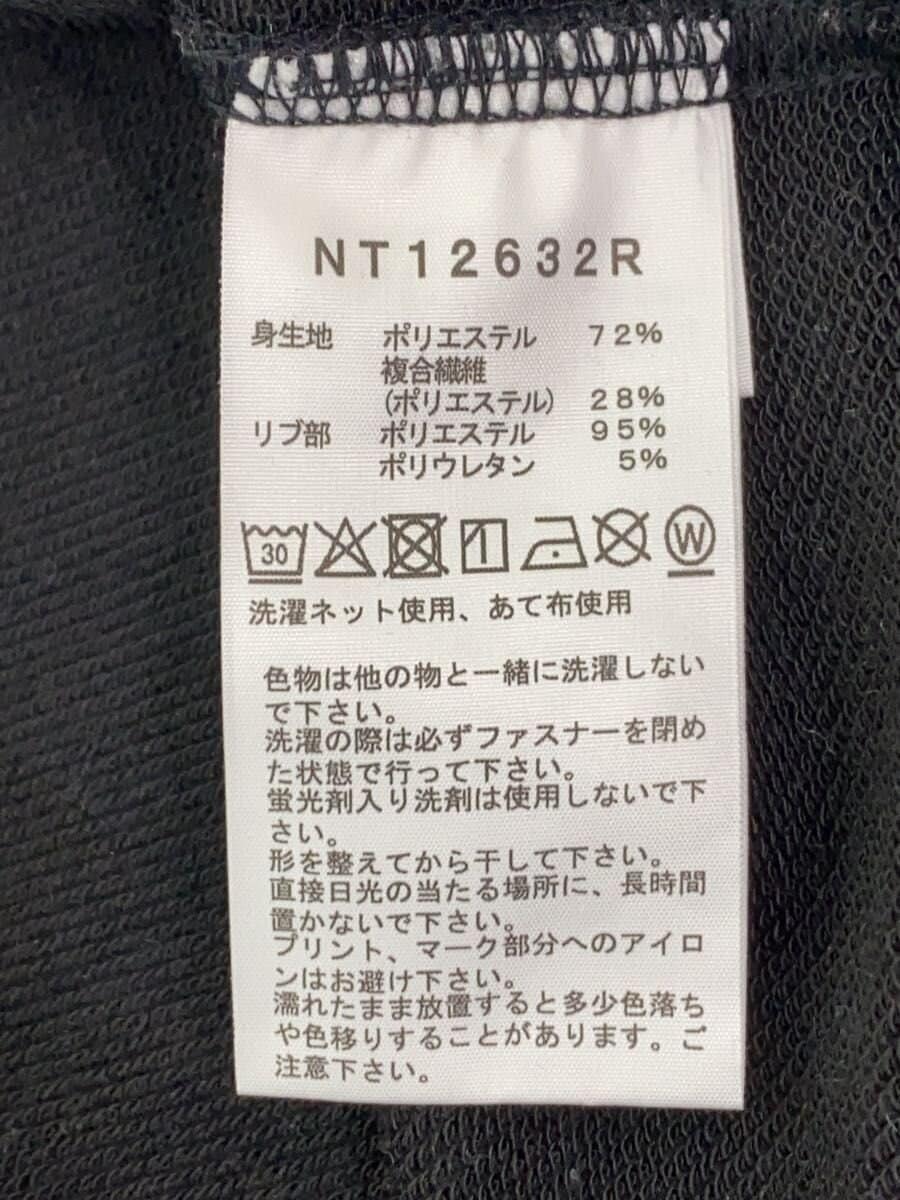 NT12632R
身生地 ポリエステル 72%
複合繊維
(ポリエステル) 28%
リブ部 ポリエステル 95%
ポリウレタン 5%
30 W
洗濯ネット使用、あて布使用
色物は他の物と一緒に洗濯しない
で下さい。
洗濯の際は必ずファスナーを閉め
た状態で行って下さい。
蛍光剤入り洗剤は使用しないで下
さい。
形を整えてから干して下さい。
直接日光の当たる場所に、長時間
置かないで下さい。
プリント、マーク部分へのアイロ
ンはお避け下さい。
濡れたまま放置すると多少色落ち
や色移りすることがあります。ご
注意下さい。